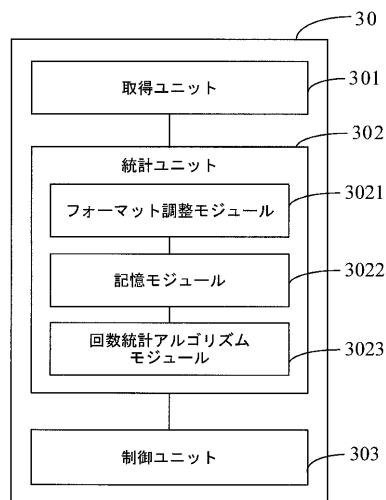 30
取得ユニット
301
302
統計ユニット
フォーマット調整モジュール
3021
記憶モジュール
3022
回数統計アルゴリズム
モジュール
3023
制御ユニット
303